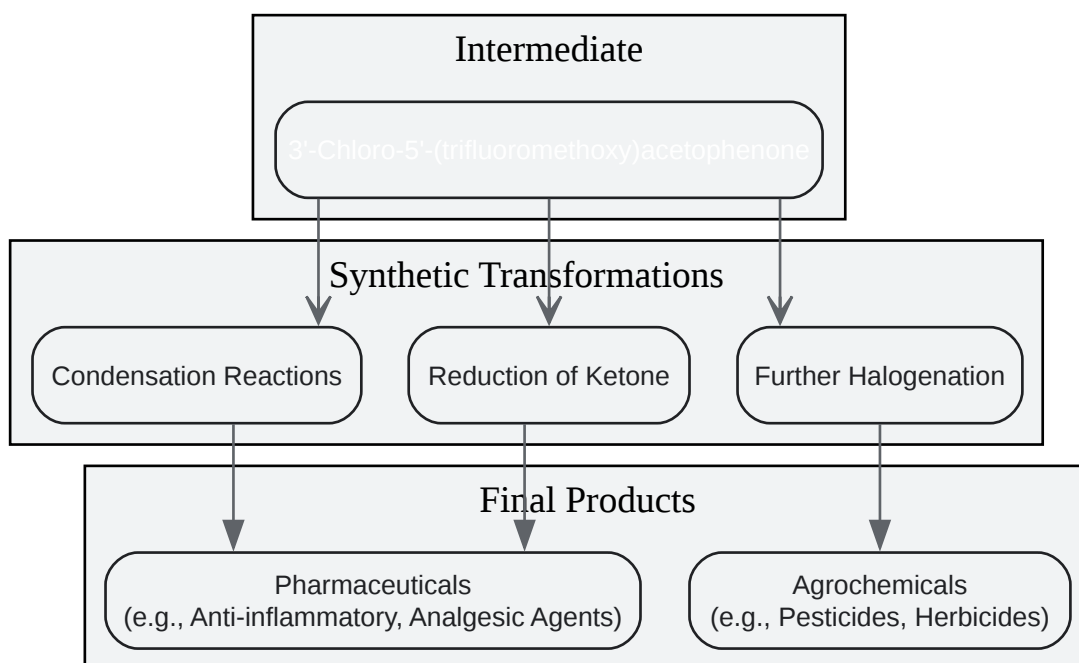 Intermediate
3'-Chloro-5'-(trifluoromethoxy)acetophenone
Synthetic Transformations
Condensation Reactions
Reduction of Ketone
Further Halogenation
Final Products
Pharmaceuticals
(e.g., Anti-inflammatory, Analgesic Agents)
Agrochemicals
(e.g., Pesticides, Herbicides)